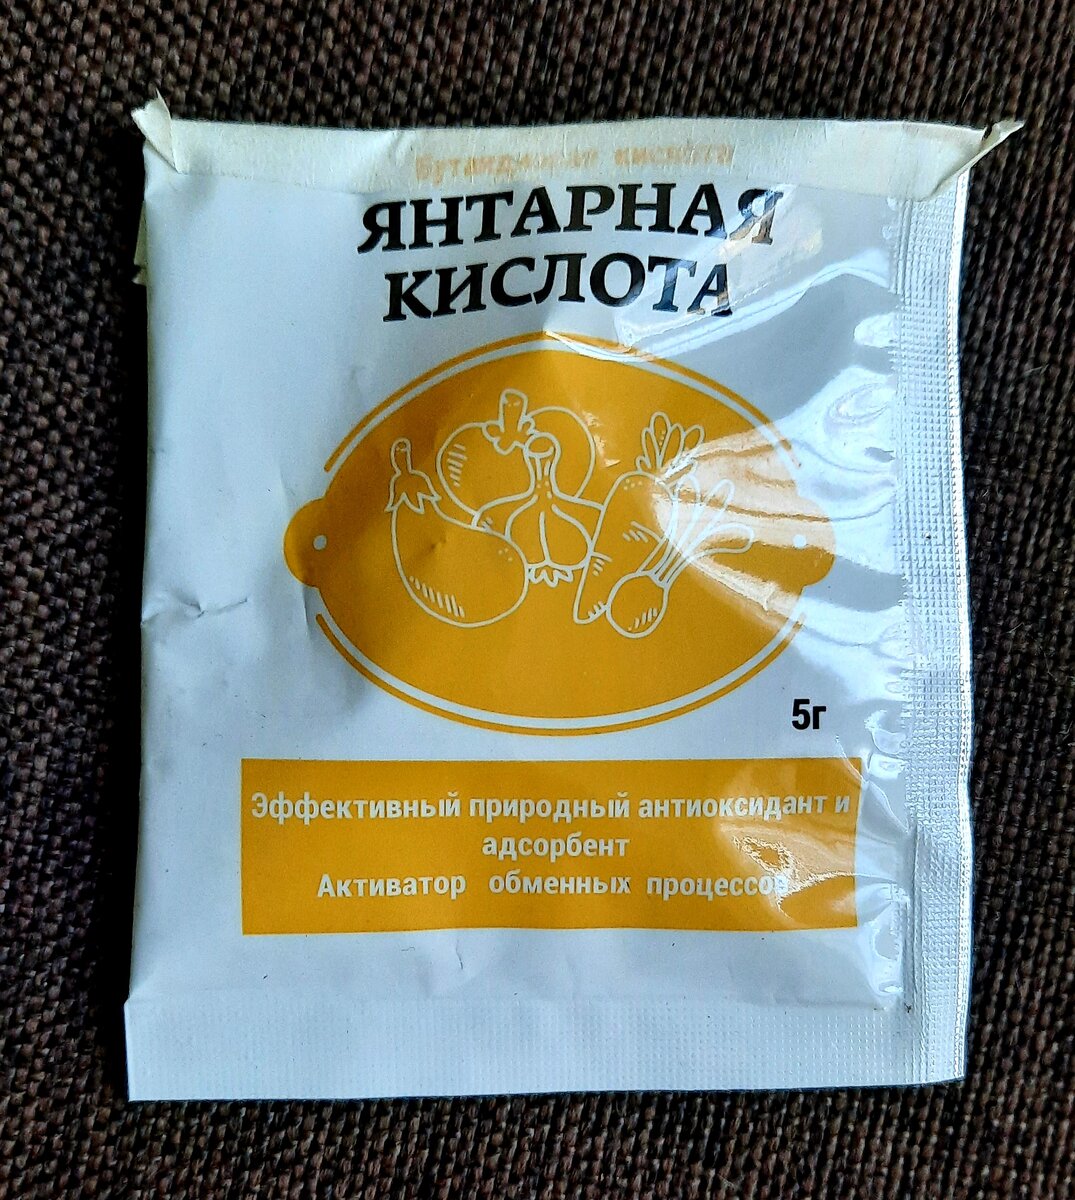 Бутандиовая кислота
ЯНТАРНАЯ
КИСЛОТА
5г
Эффективный природный антиоксидант и
адсорбент
Активатор обменных процессов